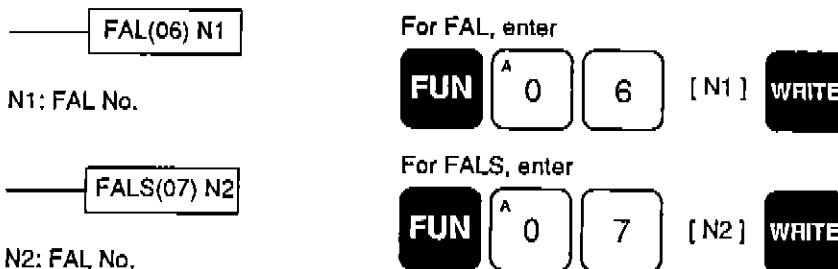 FAL(06) N1
N1: FAL No.
For FAL, enter
FUN A 0 6 [ N1 ] WRITE
FALS(07) N2
N2: FAL No.
For FALS, enter
FUN A 0 7 [ N2 ] WRITE